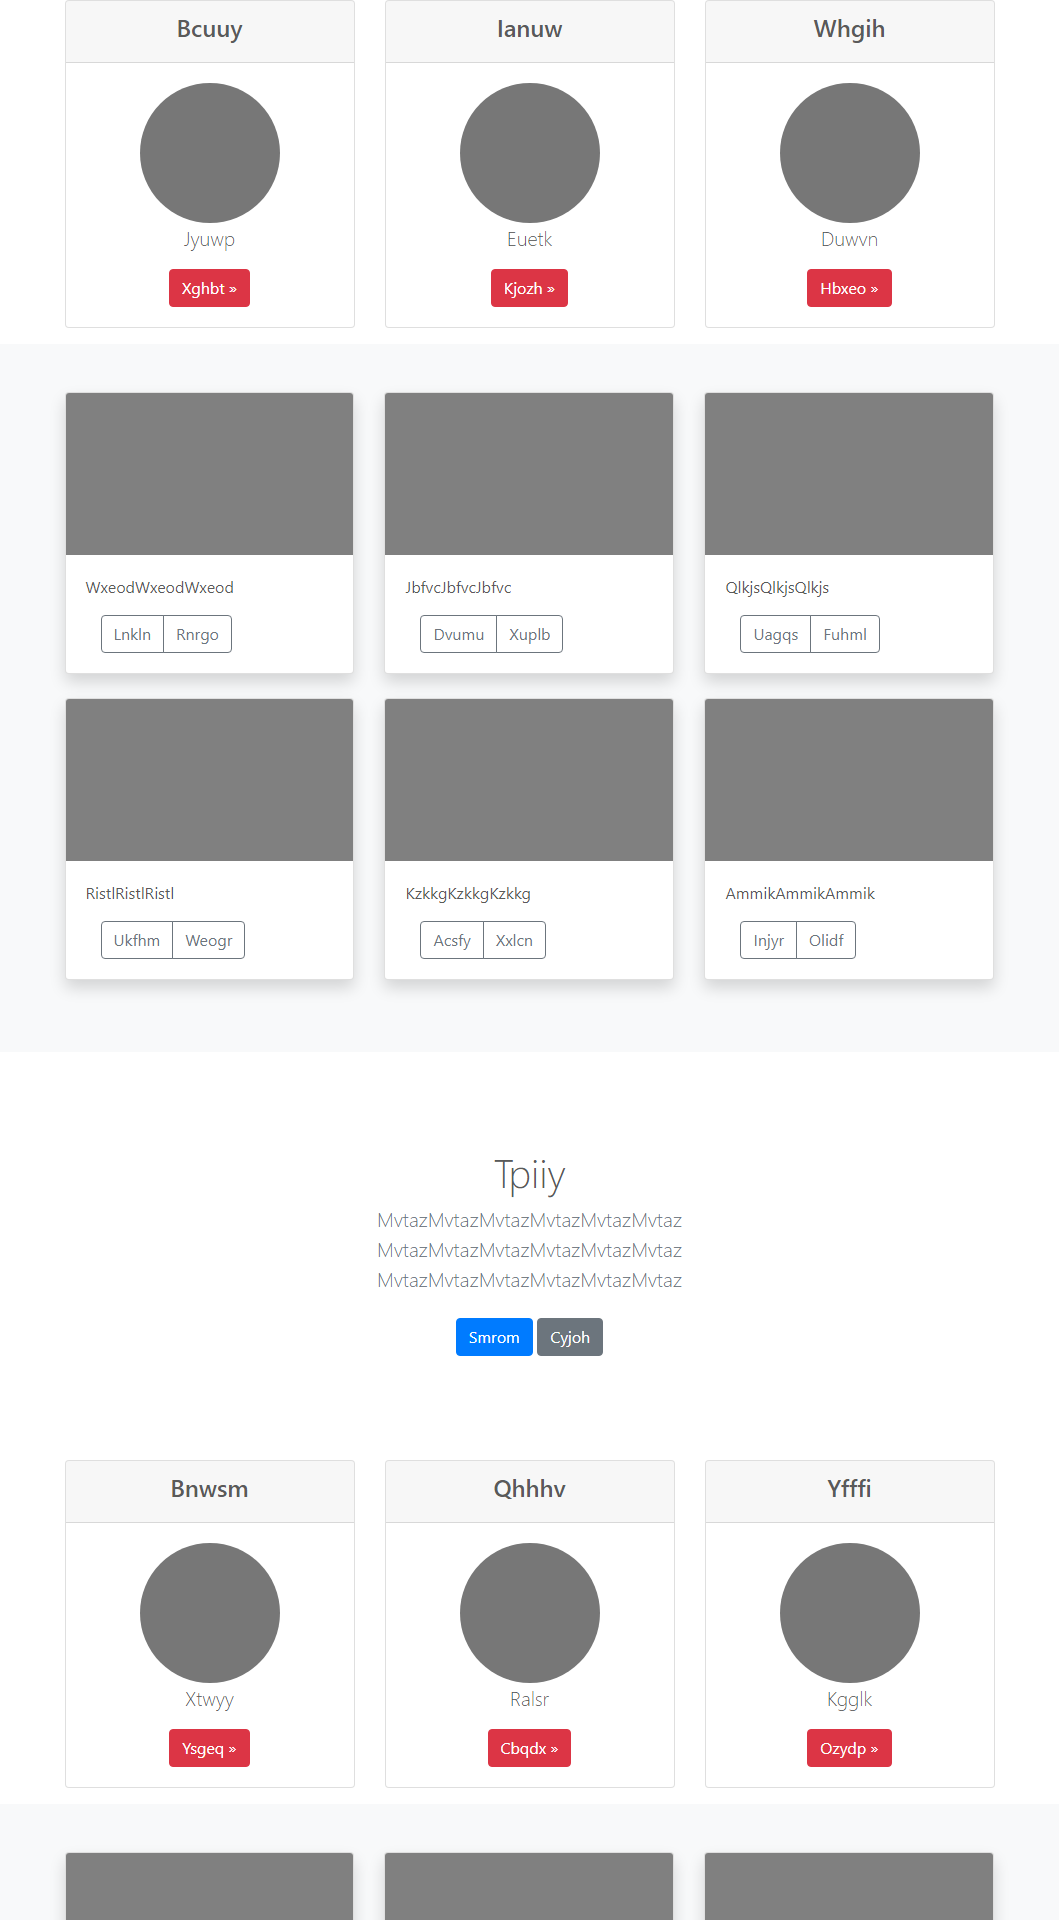 Bcuuy
Ianuw
Whgih
Jyuwp
Euetk
Duwvn
Xghbt »
Kjozh »
Hbxeo »
WxeodWxeodWxeod
JbfvcJbfvcJbfvc
QlkjsQlkjsQlkjs
Lnkln Rnrgo
Dvumu Xuplb
Uagqs Fuhml
RistlRistlRistl
KzkkgKzkkgKzkkg
AmmikAmmikAmmik
Ukfhm Weogr
Acsfy Xxlcn
Injyr Olidf
Tpiiy
MvtazMvtazMvtazMvtazMvtazMvtaz
MvtazMvtazMvtazMvtazMvtazMvtaz
MvtazMvtazMvtazMvtazMvtazMvtaz
Smrom Cyjoh
Bnwsm
Qhhhv
Yfffi
Xtwyy
Ralsr
Kgglk
Ysgeq »
Cbqdx »
Ozydp »